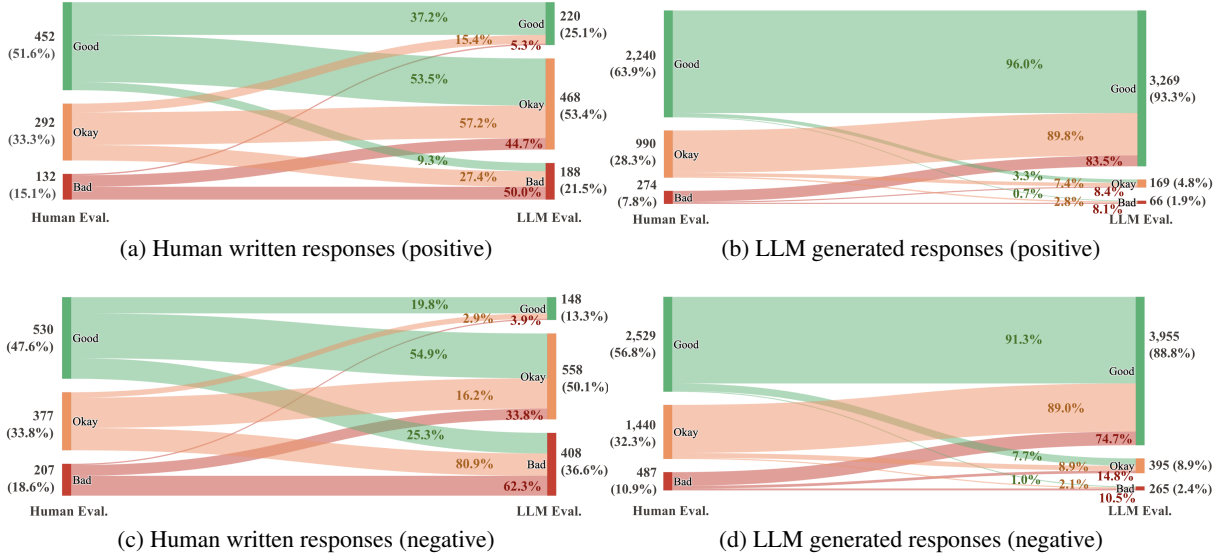 452
(51.6%)
Good
37.2%
Good
220
(25.1%)
15.4%
5.3%
53.5%
292
(33.3%)
Okay
57.2%
Okay
468
(53.4%)
44.7%
132
(15.1%)
Bad
9.3%
27.4%
Bad
188
(21.5%)
50.0%
Human Eval.
LLM Eval.
(a) Human written responses (positive)
2,240
(63.9%)
Good
96.0%
Good
3,269
(93.3%)
990
(28.3%)
Okay
89.8%
83.5%
274
(7.8%)
Bad
3.3%
7.4%
Okay
169 (4.8%)
8.4%
0.7%
2.8%
Bad
66 (1.9%)
8.1%
Human Eval.
LLM Eval.
(b) LLM generated responses (positive)
530
(47.6%)
Good
19.8%
Good
148
(13.3%)
2.9%
3.9%
54.9%
377
(33.8%)
Okay
16.2%
Okay
558
(50.1%)
33.8%
207
(18.6%)
Bad
25.3%
80.9%
Bad
408
(36.6%)
62.3%
Human Eval.
LLM Eval.
(c) Human written responses (negative)
2,529
(56.8%)
Good
91.3%
Good
3,955
(88.8%)
1,440
(32.3%)
Okay
89.0%
74.7%
487
(10.9%)
Bad
7.7%
8.9%
Okay
395 (8.9%)
14.8%
1.0%
2.1%
Bad
265 (2.4%)
10.5%
Human Eval.
LLM Eval.
(d) LLM generated responses (negative)